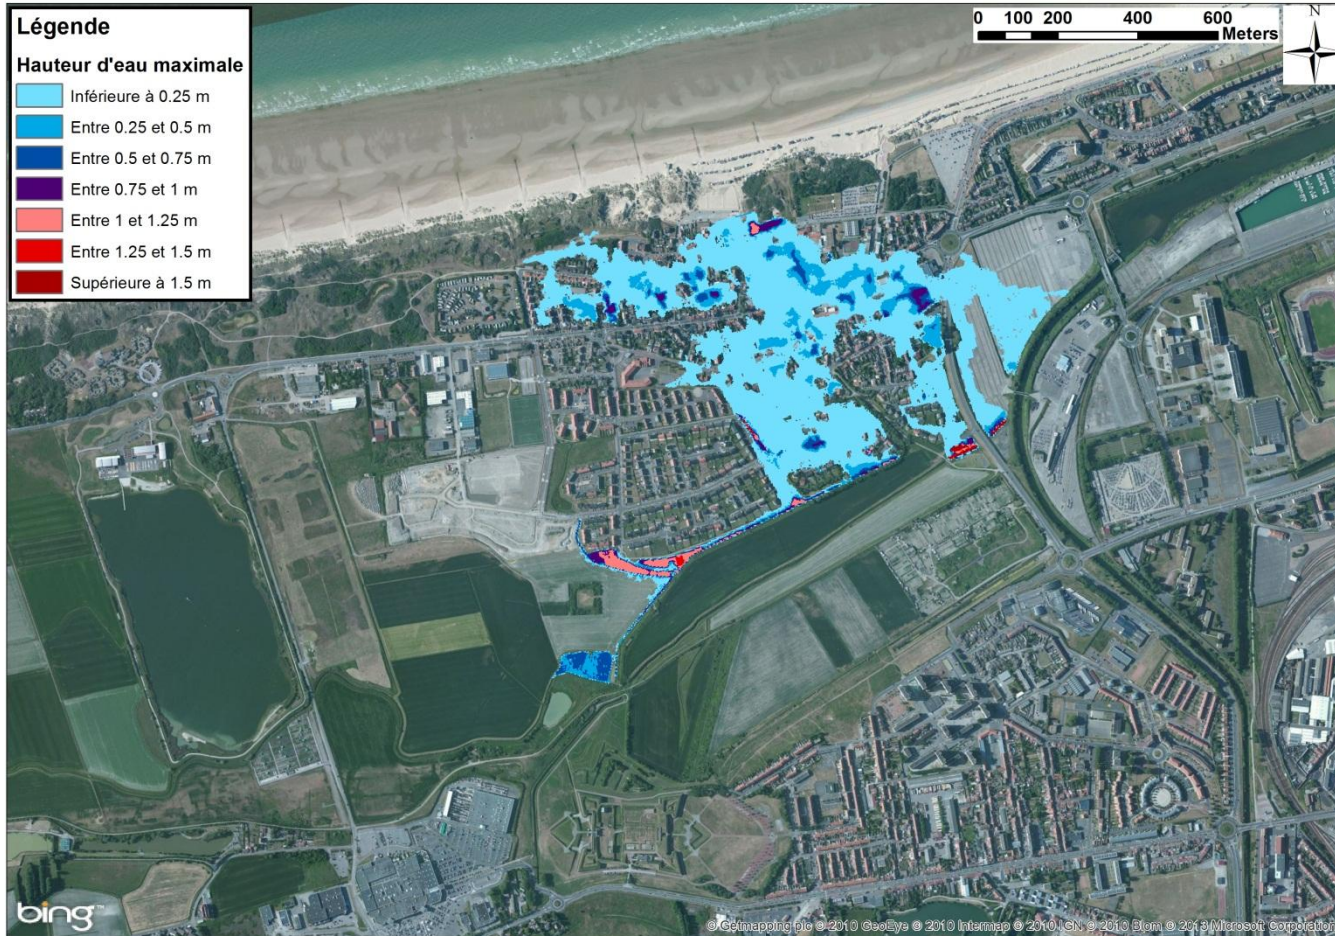 Légende
Hauteur d'eau maximale
Inférieure à 0.25 m
Entre 0.25 et 0.5 m
Entre 0.5 et 0.75 m
Entre 0.75 et 1 m
Entre 1 et 1.25 m
Entre 1.25 et 1.5 m
Supérieure à 1.5 m
0 100 200 400 600
Meters
N
bing™
© Getmapping plc © 2010 GeoEye © 2010 Intermap © 2010 IGN © 2010 Blom © 2013 Microsoft Corporation